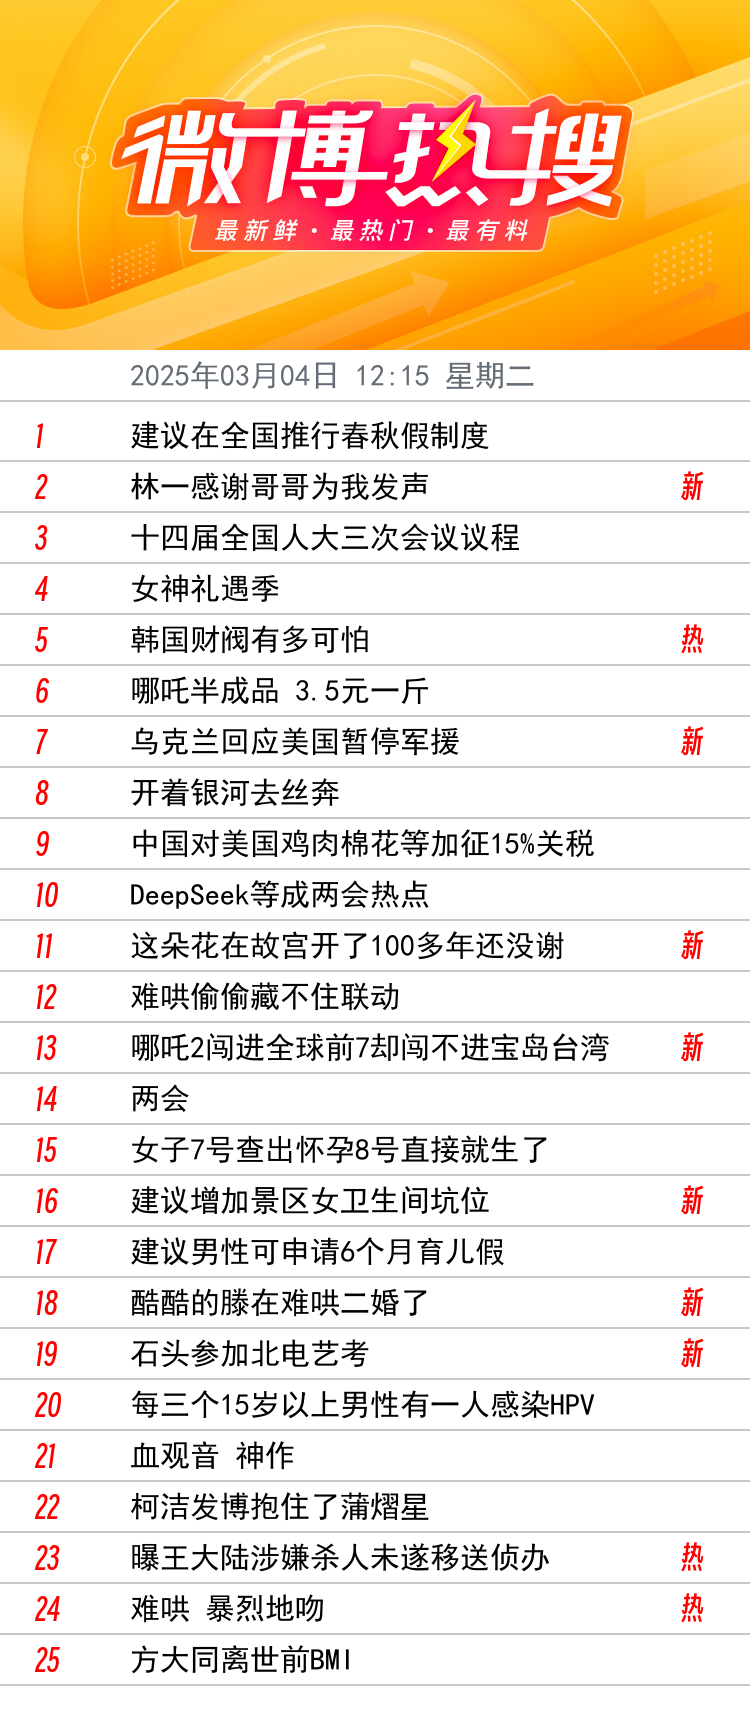 微博热搜
最新鲜·最热门·最有料
2025年03月04日 12:15 星期二
1 建议在全国推行春秋假制度
2 林一感谢哥哥为我发声 新
3 十四届全国人大三次会议议程
4 女神礼遇季
5 韩国财阀有多可怕 热
6 哪吒半成品 3.5元一斤
7 乌克兰回应美国暂停军援 新
8 开着银河去丝奔
9 中国对美国鸡肉棉花等加征15%关税
10 DeepSeek等成两会热点
11 这朵花在故宫开了100多年还没谢 新
12 难哄偷偷藏不住联动
13 哪吒2闯进全球前7却闯不进宝岛台湾 新
14 两会
15 女子7号查出怀孕8号直接就生了
16 建议增加景区女卫生间坑位 新
17 建议男性可申请6个月育儿假
18 酷酷的滕在难哄二婚了 新
19 石头参加北电艺考 新
20 每三个15岁以上男性有一人感染HPV
21 血观音 神作
22 柯洁发博抱住了蒲熠星
23 曝王大陆涉嫌杀人未遂移送侦办 热
24 难哄 暴烈地吻 热
25 方大同离世前BMI